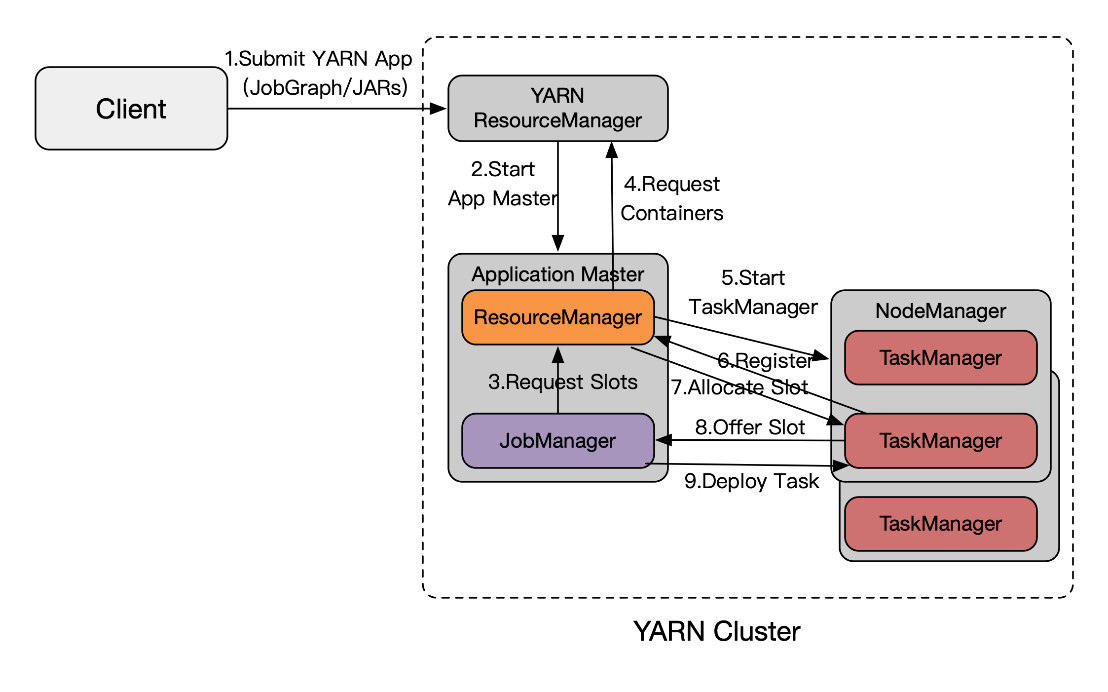 1.Submit YARN App
(JobGraph/JARs)
Client
YARN
ResourceManager
2.Start
App Master
4.Request
Containers
Application Master
ResourceManager
3.Request Slots
JobManager
5.Start
TaskManager
6.Register
7.Allocate Slot
8.Offer Slot
9.Deploy Task
NodeManager
TaskManager
TaskManager
TaskManager
YARN Cluster